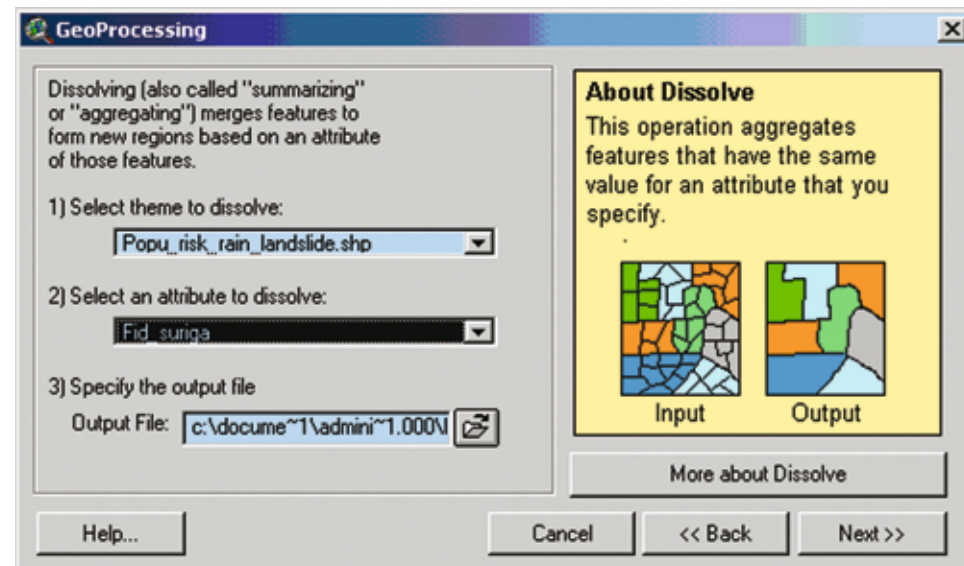 GeoProcessing
Dissolving (also called "summarizing"
or "aggregating") merges features to
form new regions based on an attribute
of those features.
1) Select theme to dissolve:
Popu_risk_rain_landslide.shp
2) Select an attribute to dissolve:
Fid_suriga
3) Specify the output file
Output File: c:\docume~1\admini~1.000\
About Dissolve
This operation aggregates
features that have the same
value for an attribute that you
specify.
Input Output
More about Dissolve
Help... Cancel << Back Next >>